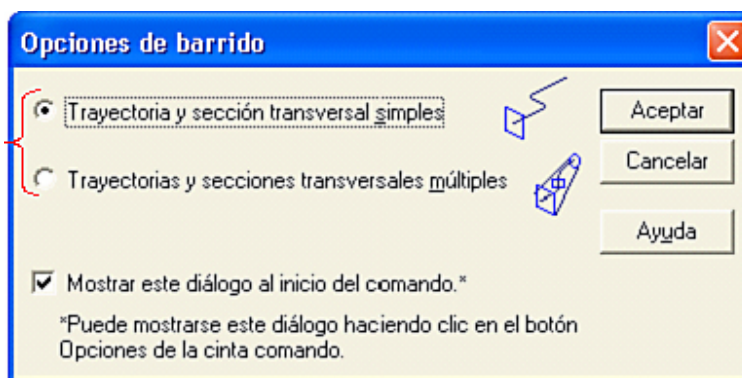 Opciones de barrido
Trayectoria y sección transversal simples
Aceptar
Trayectorias y secciones transversales múltiples
Cancelar
Ayuda
Mostrar este diálogo al inicio del comando.*
*Puede mostrarse este diálogo haciendo clic en el botón
Opciones de la cinta comando.